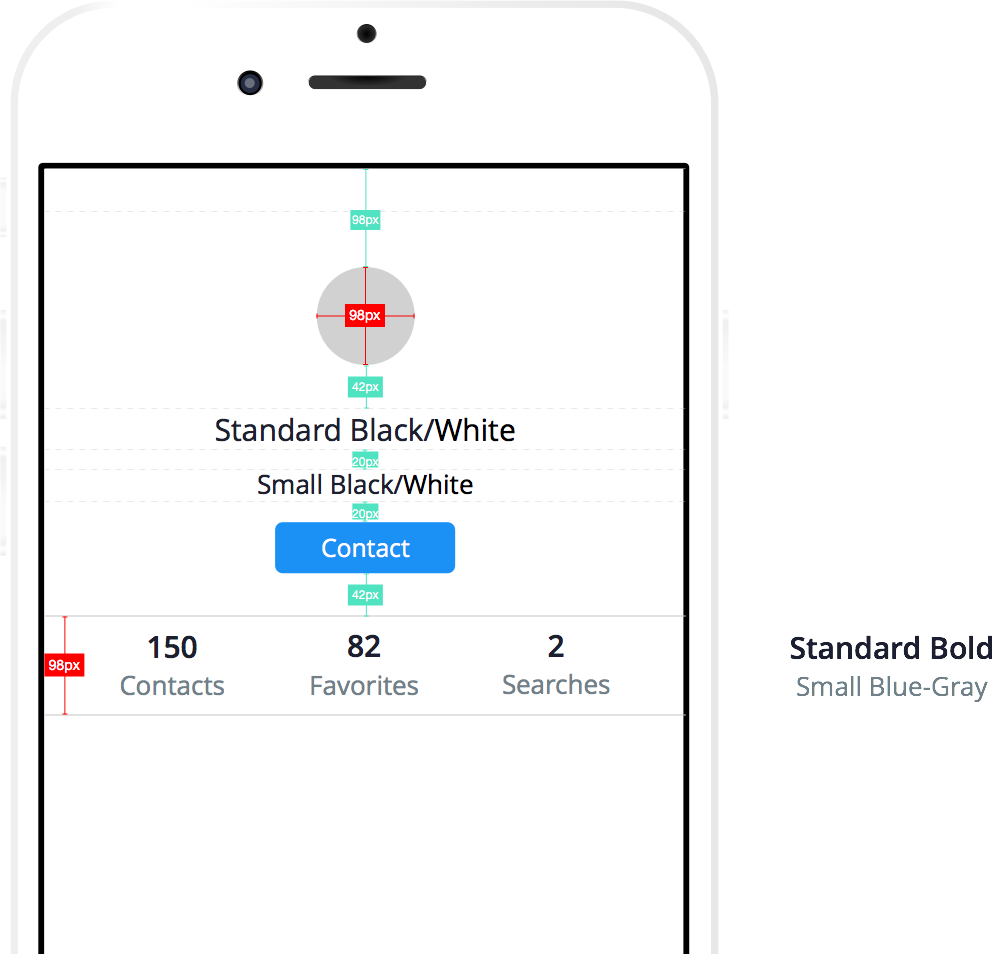 98px
98px
42px
Standard Black/White
20px
Small Black/White
20px
Contact
42px
150 82 2
Contacts Favorites Searches
98px
Standard Bold
Small Blue-Gray